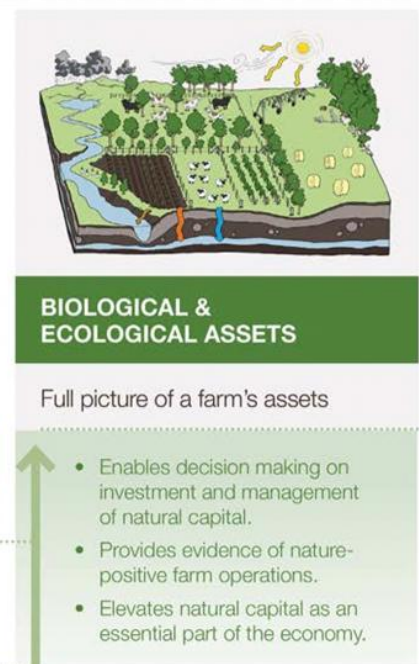 BIOLOGICAL &
ECOLOGICAL ASSETS
Full picture of a farm’s assets
• Enables decision making on
investment and management
of natural capital.
• Provides evidence of nature-
positive farm operations.
• Elevates natural capital as an
essential part of the economy.